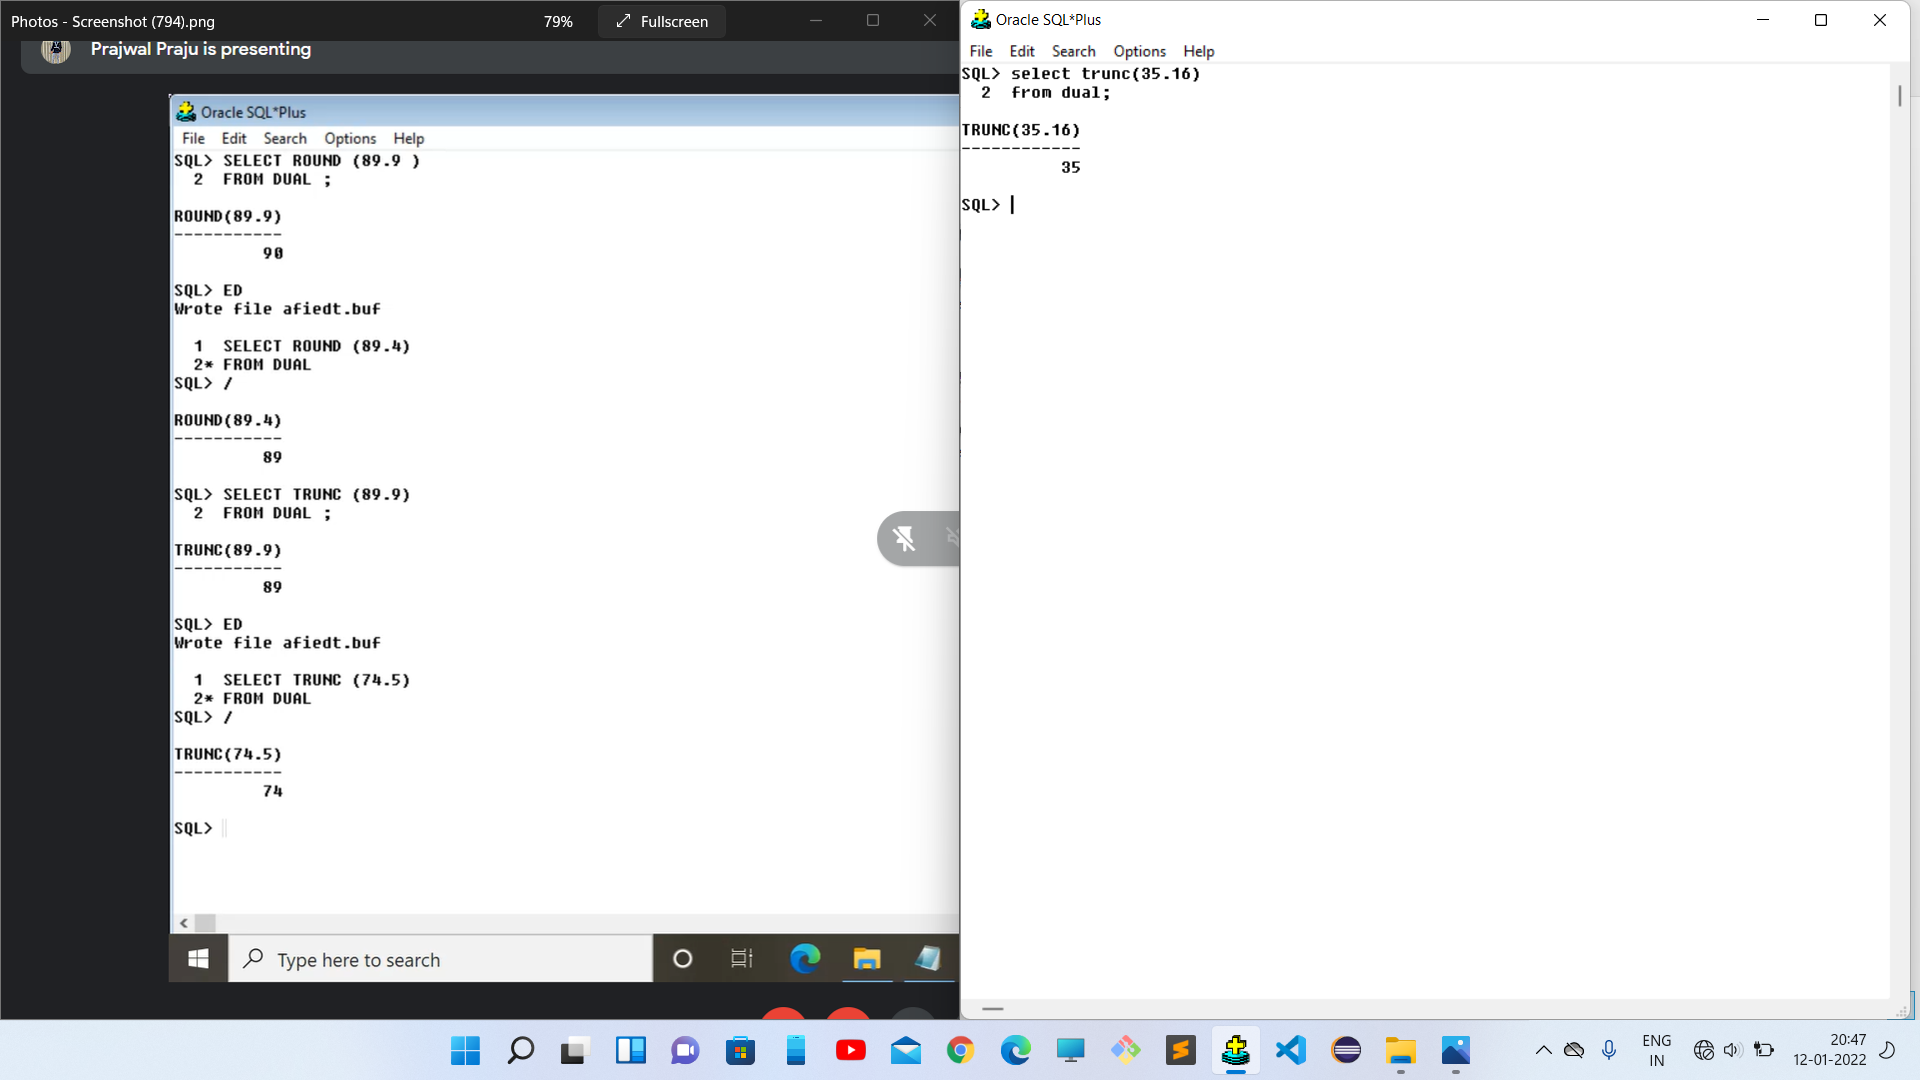 Photos - Screenshot (794).png
79%
Fullscreen
Prajwal Praju is presenting
Oracle SQL*Plus
File Edit Search Options Help
SQL> SELECT ROUND (89.9 )
  2  FROM DUAL ;
ROUND(89.9)
-----------
         90
SQL> ED
Wrote file afiedt.buf
  1  SELECT ROUND (89.4)
  2* FROM DUAL
SQL> /
ROUND(89.4)
-----------
         89
SQL> SELECT TRUNC (89.9)
  2  FROM DUAL ;
TRUNC(89.9)
-----------
         89
SQL> ED
Wrote file afiedt.buf
  1  SELECT TRUNC (74.5)
  2* FROM DUAL
SQL> /
TRUNC(74.5)
-----------
         74
SQL>
Type here to search
Oracle SQL*Plus
File Edit Search Options Help
SQL> select trunc(35.16)
  2  from dual;
TRUNC(35.16)
------------
          35
SQL>
ENG
IN
20:47
12-01-2022